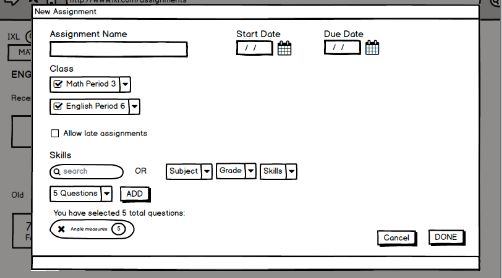 http://www.ixl.com/assignments
New Assignment
Assignment Name
Start Date
Due Date
/ /
/ /
Class
Math Period 3
English Period 6
Allow late assignments
Skills
search
OR
Subject
Grade
Skills
5 Questions
ADD
You have selected 5 total questions:
Angle measures
5
Cancel
DONE
IXL
MA
ENG
Rece
Old
7